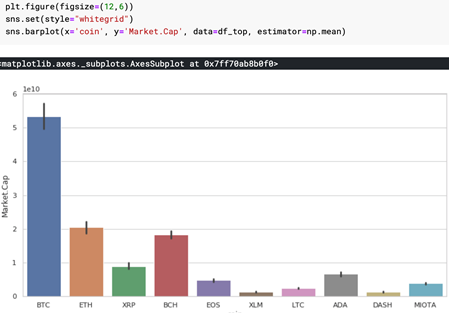 plt.figure(figsize=(12,6))
sns.set(style="whitegrid")
sns.barplot(x='coin', y='Market.Cap', data=df_top, estimator=np.mean)
<matplotlib.axes._subplots.AxesSubplot at 0x7ff70ab8b0f0>
1e10
6
5
4
3
2
1
0
Market.Cap
BTC ETH XRP BCH EOS XLM LTC ADA DASH MIOTA